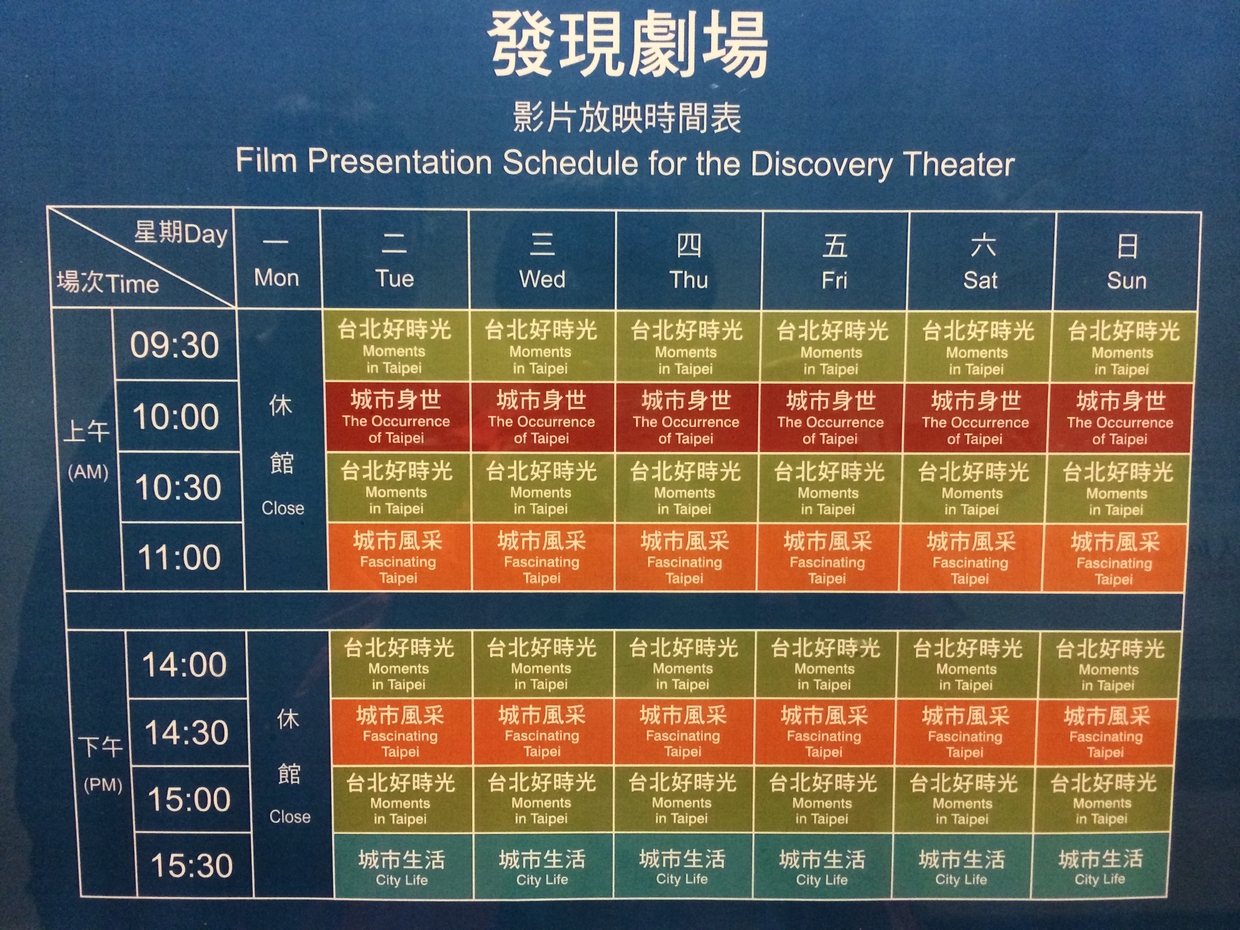 發現劇場
影片放映時間表
Film Presentation Schedule for the Discovery Theater
星期Day
場次Time
一
Mon
二
Tue
三
Wed
四
Thu
五
Fri
六
Sat
日
Sun
上午
(AM)
休
館
Close
09:30
台北好時光 台北好時光 台北好時光 台北好時光 台北好時光 台北好時光
Moments Moments Moments Moments Moments Moments
in Taipei in Taipei in Taipei in Taipei in Taipei in Taipei
10:00
城市身世 城市身世 城市身世 城市身世 城市身世 城市身世
The Occurrence The Occurrence The Occurrence The Occurrence The Occurrence The Occurrence
of Taipei of Taipei of Taipei of Taipei of Taipei of Taipei
10:30
台北好時光 台北好時光 台北好時光 台北好時光 台北好時光 台北好時光
Moments Moments Moments Moments Moments Moments
in Taipei in Taipei in Taipei in Taipei in Taipei in Taipei
11:00
城市風采 城市風采 城市風采 城市風采 城市風采 城市風采
Fascinating Fascinating Fascinating Fascinating Fascinating Fascinating
Taipei Taipei Taipei Taipei Taipei Taipei
下午
(PM)
休
館
Close
14:00
台北好時光 台北好時光 台北好時光 台北好時光 台北好時光 台北好時光
Moments Moments Moments Moments Moments Moments
in Taipei in Taipei in Taipei in Taipei in Taipei in Taipei
14:30
城市風采 城市風采 城市風采 城市風采 城市風采 城市風采
Fascinating Fascinating Fascinating Fascinating Fascinating Fascinating
Taipei Taipei Taipei Taipei Taipei Taipei
15:00
台北好時光 台北好時光 台北好時光 台北好時光 台北好時光 台北好時光
Moments Moments Moments Moments Moments Moments
in Taipei in Taipei in Taipei in Taipei in Taipei in Taipei
15:30
城市生活 城市生活 城市生活 城市生活 城市生活 城市生活
City Life City Life City Life City Life City Life City Life